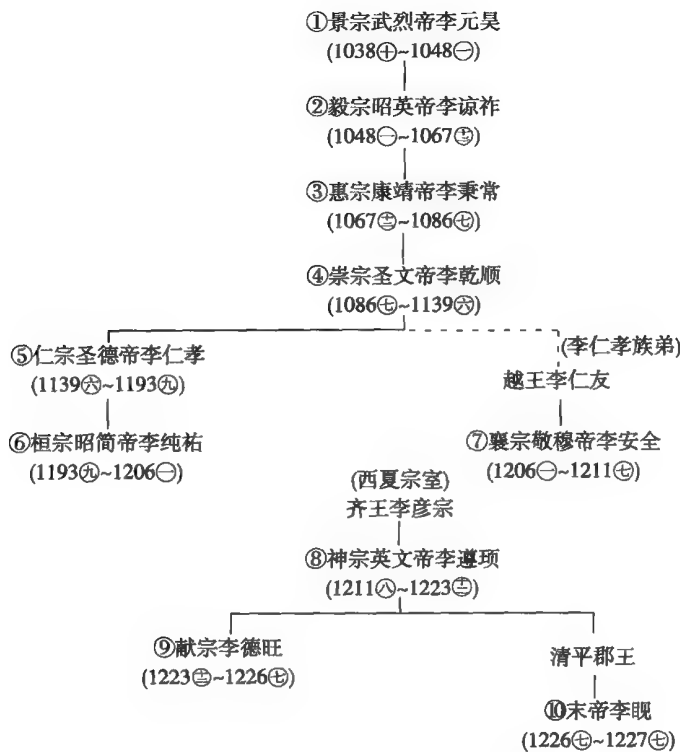 ①景宗武烈帝李元昊
(1038㊉~1048㊀)
②毅宗昭英帝李谅祚
(1048㊀~1067十二)
③惠宗康靖帝李秉常
(1067十二~1086㊆)
④崇宗圣文帝李乾顺
(1086㊆~1139㊅)
⑤仁宗圣德帝李仁孝
(1139㊅~1193㊈)
(李仁孝族弟)
越王李仁友
⑥桓宗昭简帝李纯祐
(1193㊈~1206㊀)
⑦襄宗敬穆帝李安全
(1206㊀~1211㊆)
(西夏宗室)
齐王李彦宗
⑧神宗英文帝李遵顼
(1211㊇~1223十二)
⑨献宗李德旺
(1223十二~1226㊆)
清平郡王
⑩末帝李睍
(1226㊆~1227㊆)